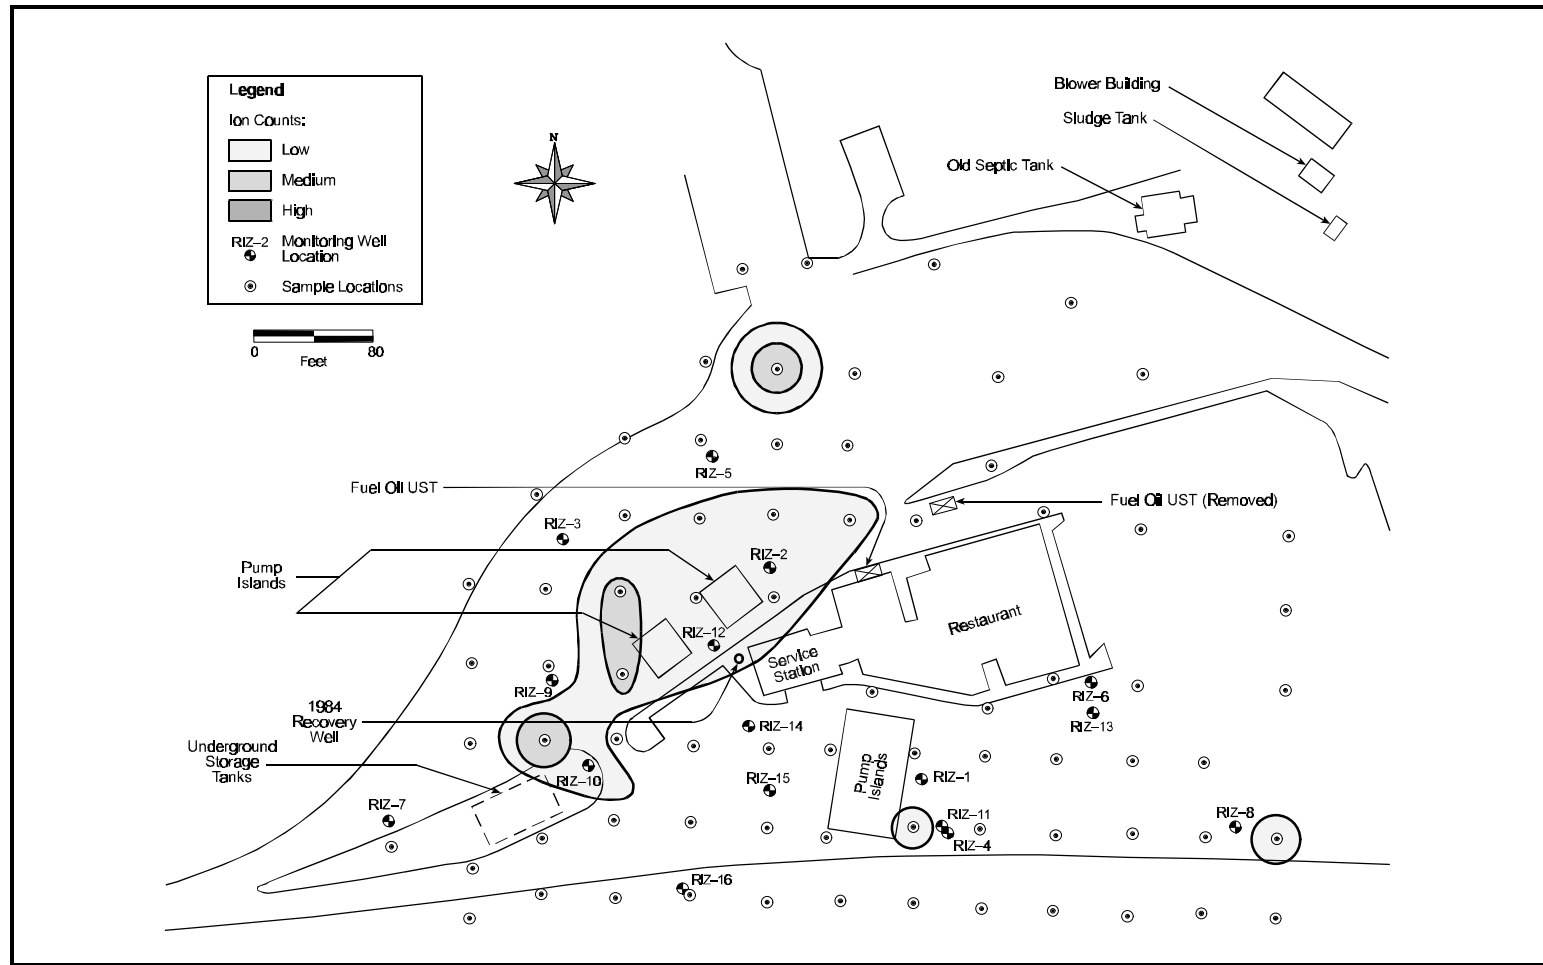 Legend
Ion Counts:
Low
Medium
High
RIZ–2
Monitoring Well
Location
Sample Locations
0
Feet
80
N
Blower Building
Sludge Tank
Old Septic Tank
RIZ–5
Fuel Oil UST
Fuel Oil UST (Removed)
RIZ–3
RIZ–2
Pump
Islands
Restaurant
RIZ–12
Service
Station
RIZ–9
RIZ–6
RIZ–13
1984
Recovery
Well
RIZ–14
Underground
Storage
Tanks
RIZ–10
RIZ–15
Pump
Islands
RIZ–1
RIZ–7
RIZ–11
RIZ–4
RIZ–8
RIZ–16